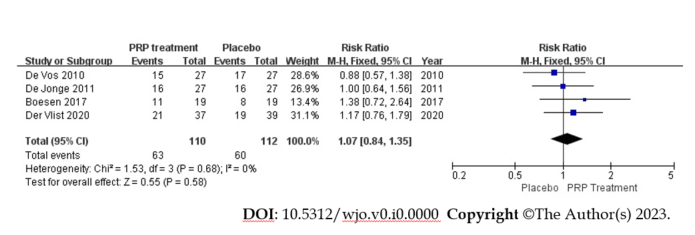 PRP treatment Placebo Risk Ratio Risk Ratio
Study or Subgroup Events Total Events Total Weight M-H, Fixed, 95% CI Year M-H, Fixed, 95% CI
De Vos 2010 15 27 17 27 28.6% 0.88 [0.57, 1.38] 2010
De Jonge 2011 16 27 16 27 26.9% 1.00 [0.64, 1.56] 2011
Boesen 2017 11 19 8 19 13.4% 1.38 [0.72, 2.64] 2017
Der Vlist 2020 21 37 19 39 31.1% 1.17 [0.76, 1.79] 2020
Total (95% CI) 110 112 100.0% 1.07 [0.84, 1.35]
Total events 63 60
Heterogeneity: Chi² = 1.53, df = 3 (P = 0.68); I² = 0%
Test for overall effect: Z = 0.55 (P = 0.58)
0.2 0.5 1 2 5
Placebo PRP Treatment
DOI: 10.5312/wjo.v0.i0.0000 Copyright ©The Author(s) 2023.